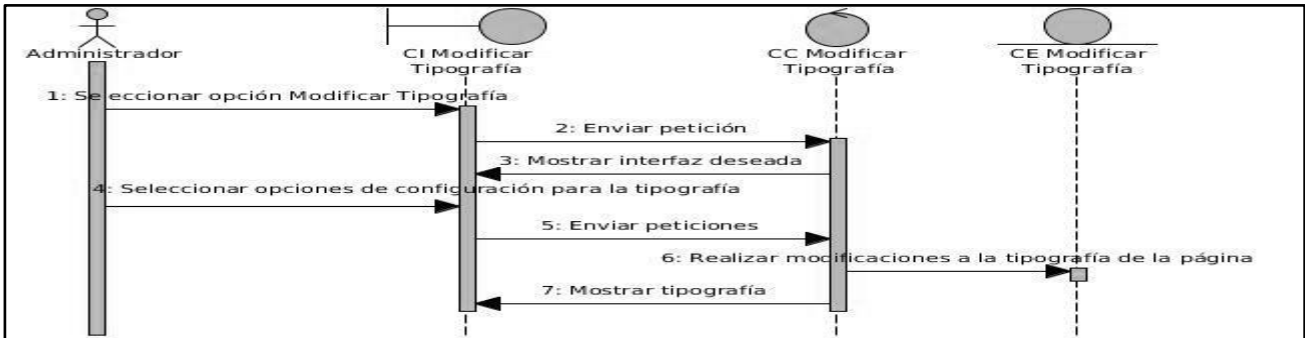 Administrador
CI Modificar
Tipografía
CC Modificar
Tipografía
CE Modificar
Tipografía
1: Seleccionar opción Modificar Tipografía
2: Enviar petición
3: Mostrar interfaz deseada
4: Seleccionar opciones de configuración para la tipografía
5: Enviar peticiones
6: Realizar modificaciones a la tipografía de la página
7: Mostrar tipografía